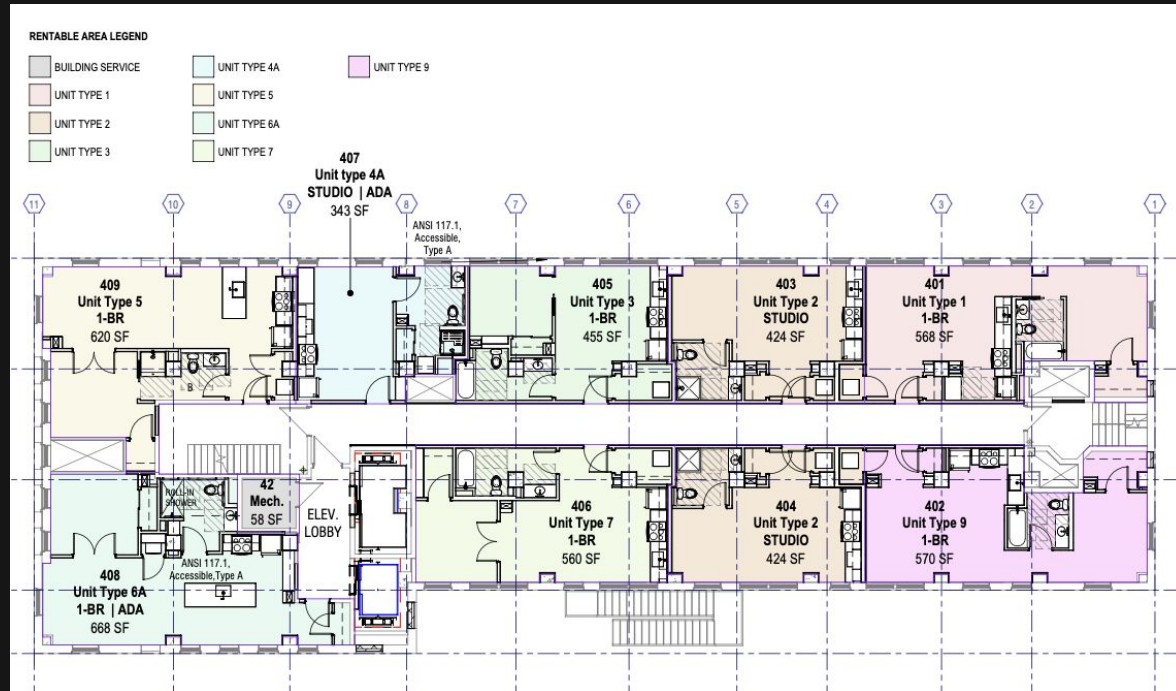 RENTABLE AREA LEGEND
BUILDING SERVICE
UNIT TYPE 1
UNIT TYPE 2
UNIT TYPE 3
UNIT TYPE 4A
UNIT TYPE 5
UNIT TYPE 6A
UNIT TYPE 7
UNIT TYPE 9
407
Unit type 4A
STUDIO | ADA
343 SF
11
10
9
8
7
6
5
4
3
2
1
ANSI 117.1,
Accessible,
Type A
409
Unit Type 5
1-BR
620 SF
405
Unit Type 3
1-BR
455 SF
403
Unit Type 2
STUDIO
424 SF
401
Unit Type 1
1-BR
568 SF
B
ROLL-IN
SHOWER
42
Mech.
58 SF
ELEV.
LOBBY
406
Unit Type 7
1-BR
560 SF
404
Unit Type 2
STUDIO
424 SF
402
Unit Type 9
1-BR
570 SF
ANSI 117.1,
Accessible,Type A
408
Unit Type 6A
1-BR | ADA
668 SF